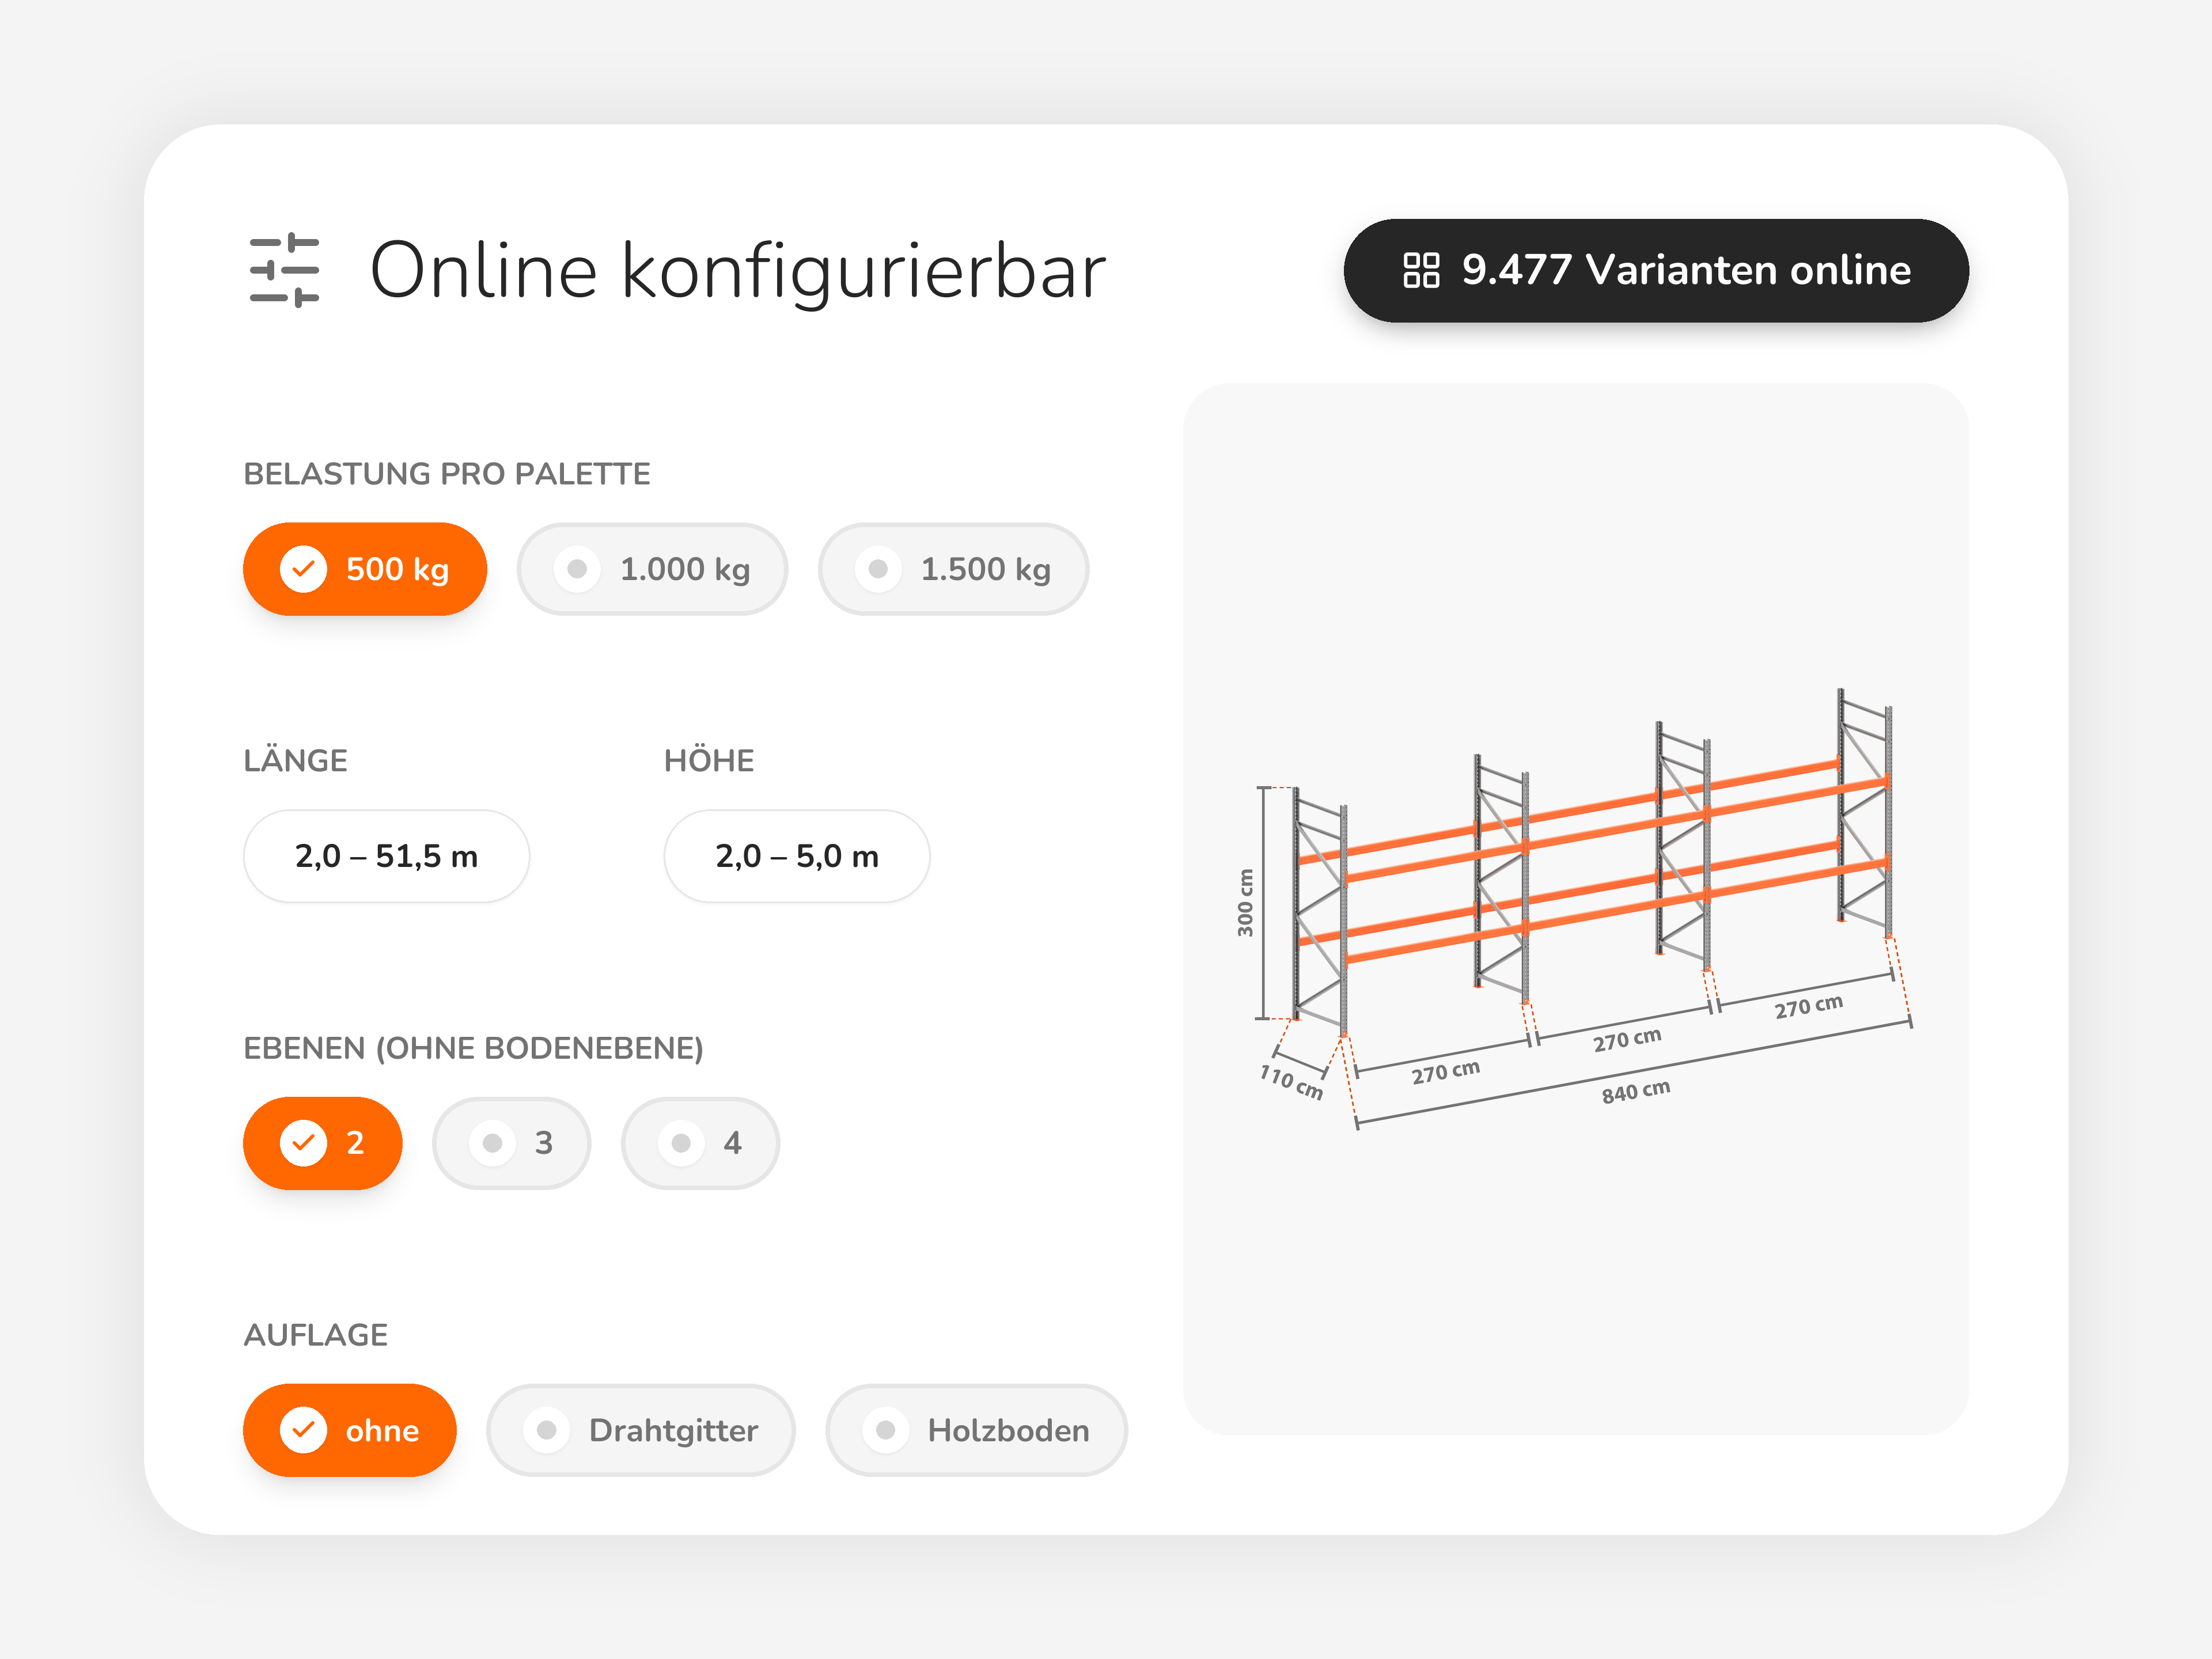 Online konfigurierbar
9.477 Varianten online
BELASTUNG PRO PALETTE
500 kg
1.000 kg
1.500 kg
LÄNGE
HÖHE
2,0 – 51,5 m
2,0 – 5,0 m
EBENEN (OHNE BODENEBENE)
2
3
4
AUFLAGE
ohne
Drahtgitter
Holzboden
300 cm
110 cm
270 cm
270 cm
270 cm
840 cm